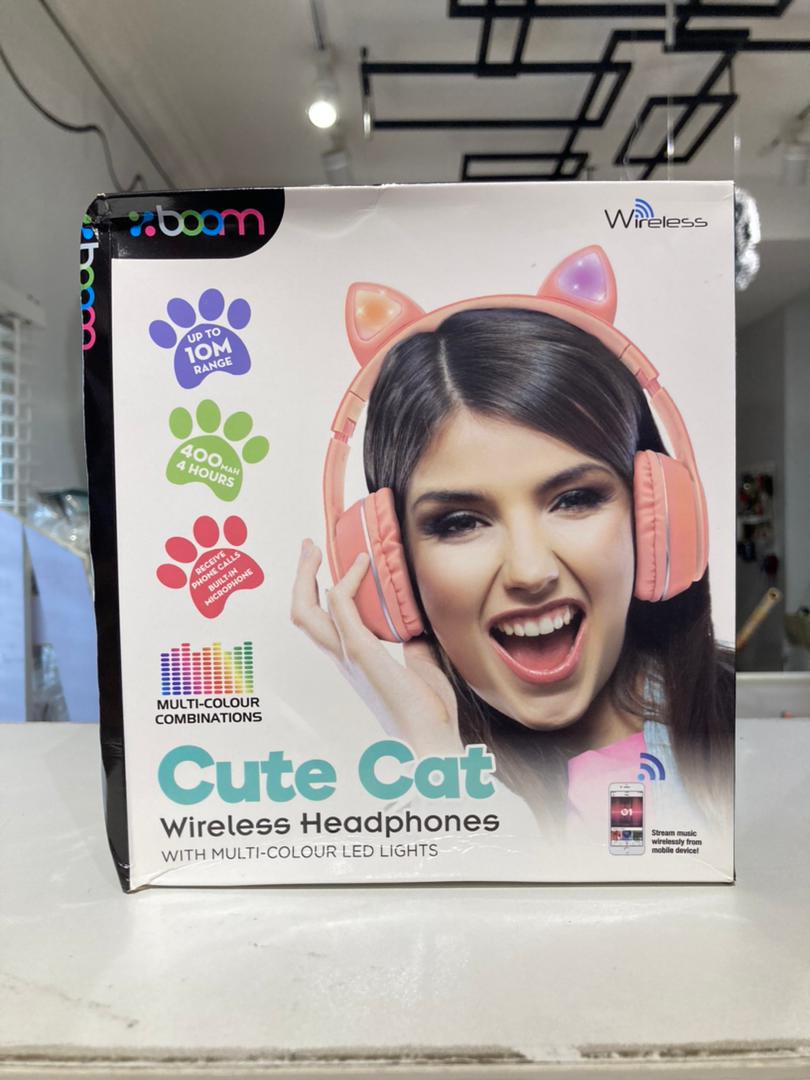 boom
boom
Wireless
UP TO
10M
RANGE
400MAH
4 HOURS
RECEIVE
PHONE CALLS
BUILT-IN
MICROPHONE
MULTI-COLOUR
COMBINATIONS
Cute Cat
Wireless Headphones
WITH MULTI-COLOUR LED LIGHTS
Stream music
wirelessly from
mobile device!